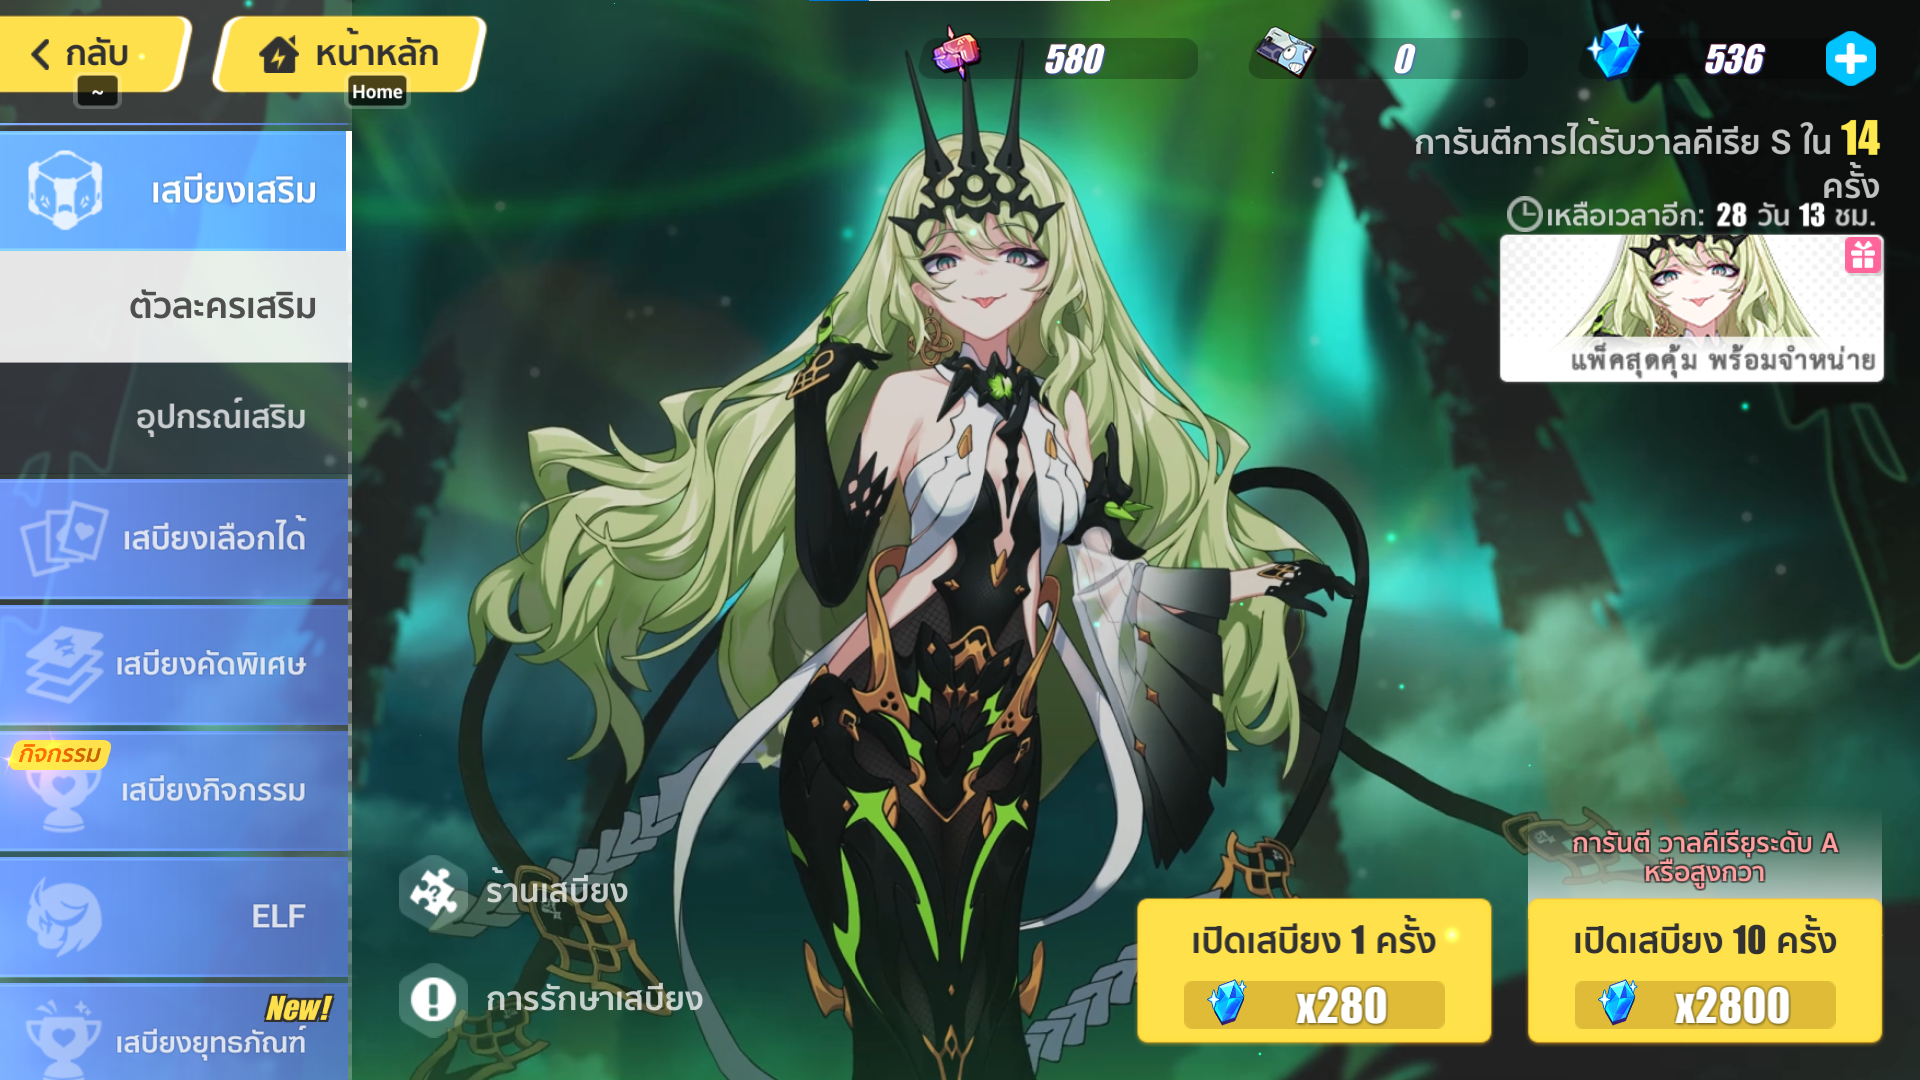 กลับ
~
หน้าหลัก
Home
580
0
536
การันตีการได้รับวาลคีเรีย S ใน 14
ครั้ง
เหลือเวลาอีก: 28 วัน 13 ชม.
แพ็คสุดคุ้ม พร้อมจำหน่าย
เสบียงเสริม
ตัวละครเสริม
อุปกรณ์เสริม
เสบียงเลือกได้
เสบียงคัดพิเศษ
กิจกรรม
เสบียงกิจกรรม
ELF
New!
เสบียงยุทธภัณฑ์
ร้านเสบียง
การรักษาเสบียง
การันตี วาลคีเรียระดับ A
หรือสูงกว่า
เปิดเสบียง 1 ครั้ง
x280
เปิดเสบียง 10 ครั้ง
x2800